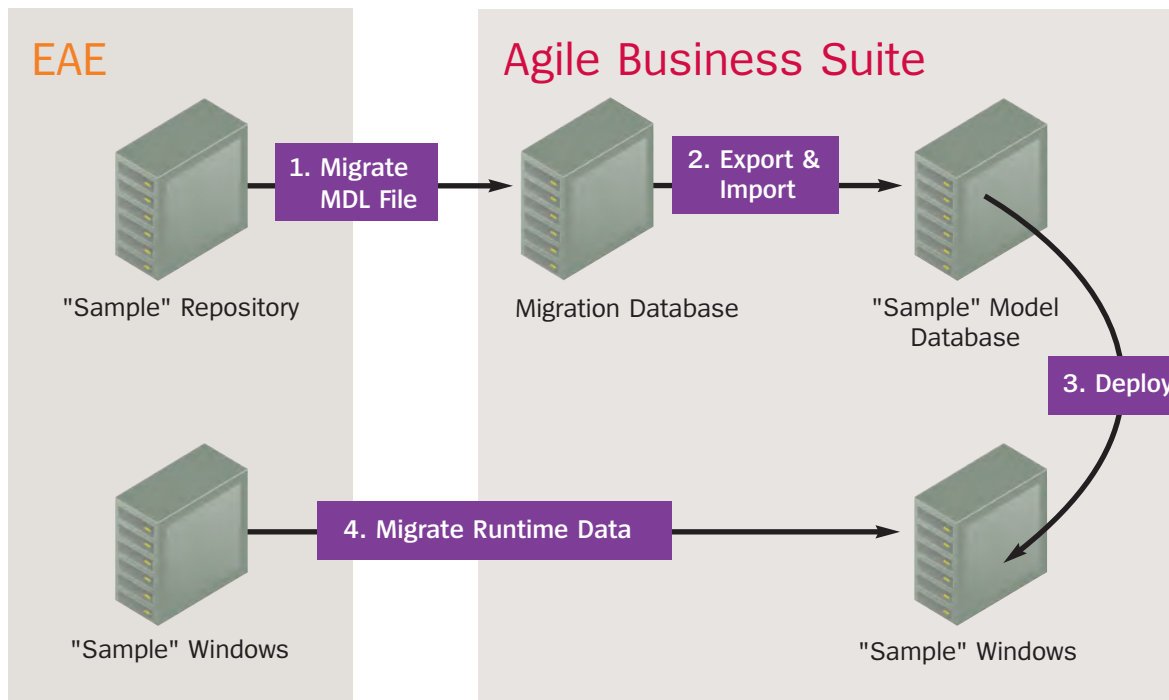 EAE
Agile Business Suite
1. Migrate
MDL File
2. Export &
Import
"Sample" Repository
Migration Database
"Sample" Model
Database
3. Deploy
4. Migrate Runtime Data
"Sample" Windows
"Sample" Windows